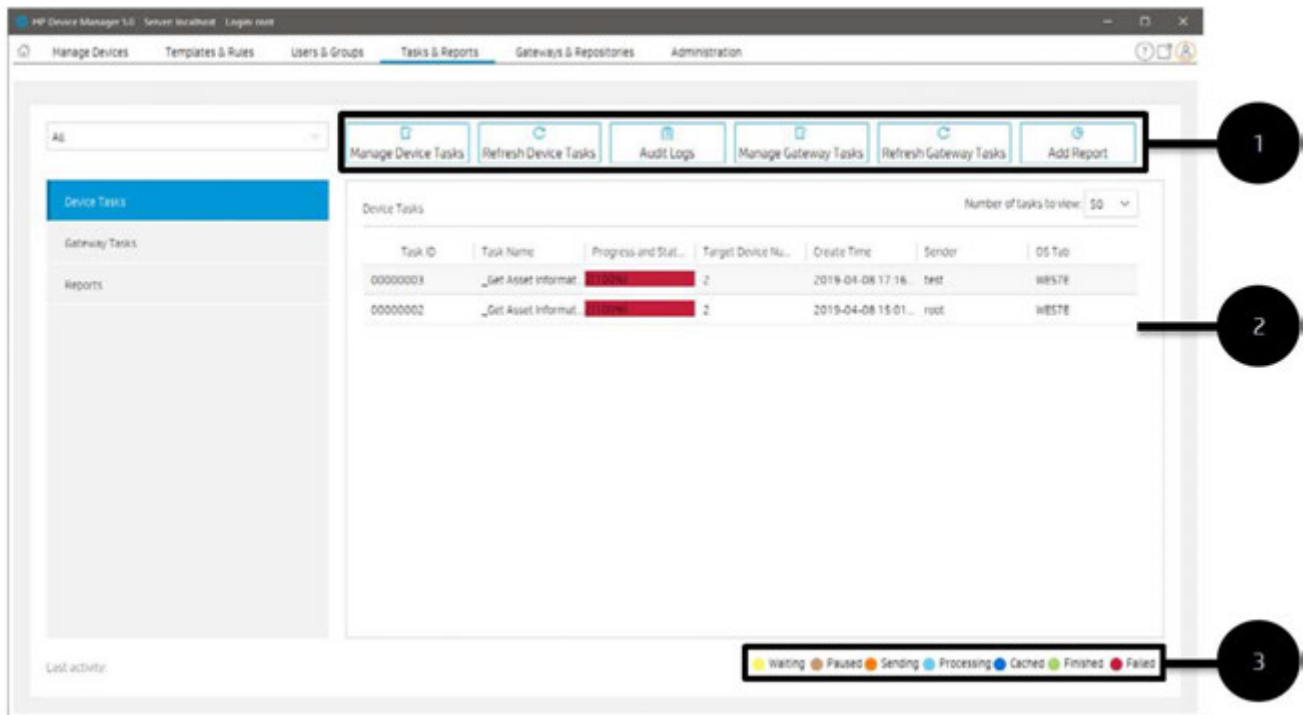 HP Device Manager 5.0 Server: localhost Login: root
Manage Devices Templates & Rules Users & Groups Tasks & Reports Gateways & Repositories Administration
All
Manage Device Tasks Refresh Device Tasks Audit Logs Manage Gateway Tasks Refresh Gateway Tasks Add Report
1
Device Tasks
Gateway Tasks
Reports
Device Tasks Number of tasks to view: 50
Task ID Task Name Progress and Stat... Target Device Nu... Create Time Sender OS Tab
00000003 _Get Asset Informat... 2(100%) 2 2019-04-08 17:16... test WES7E
00000002 _Get Asset Informat... 2(100%) 2 2019-04-08 15:01... root WES7E
2
Last activity:
Waiting Paused Sending Processing Cached Finished Failed
3